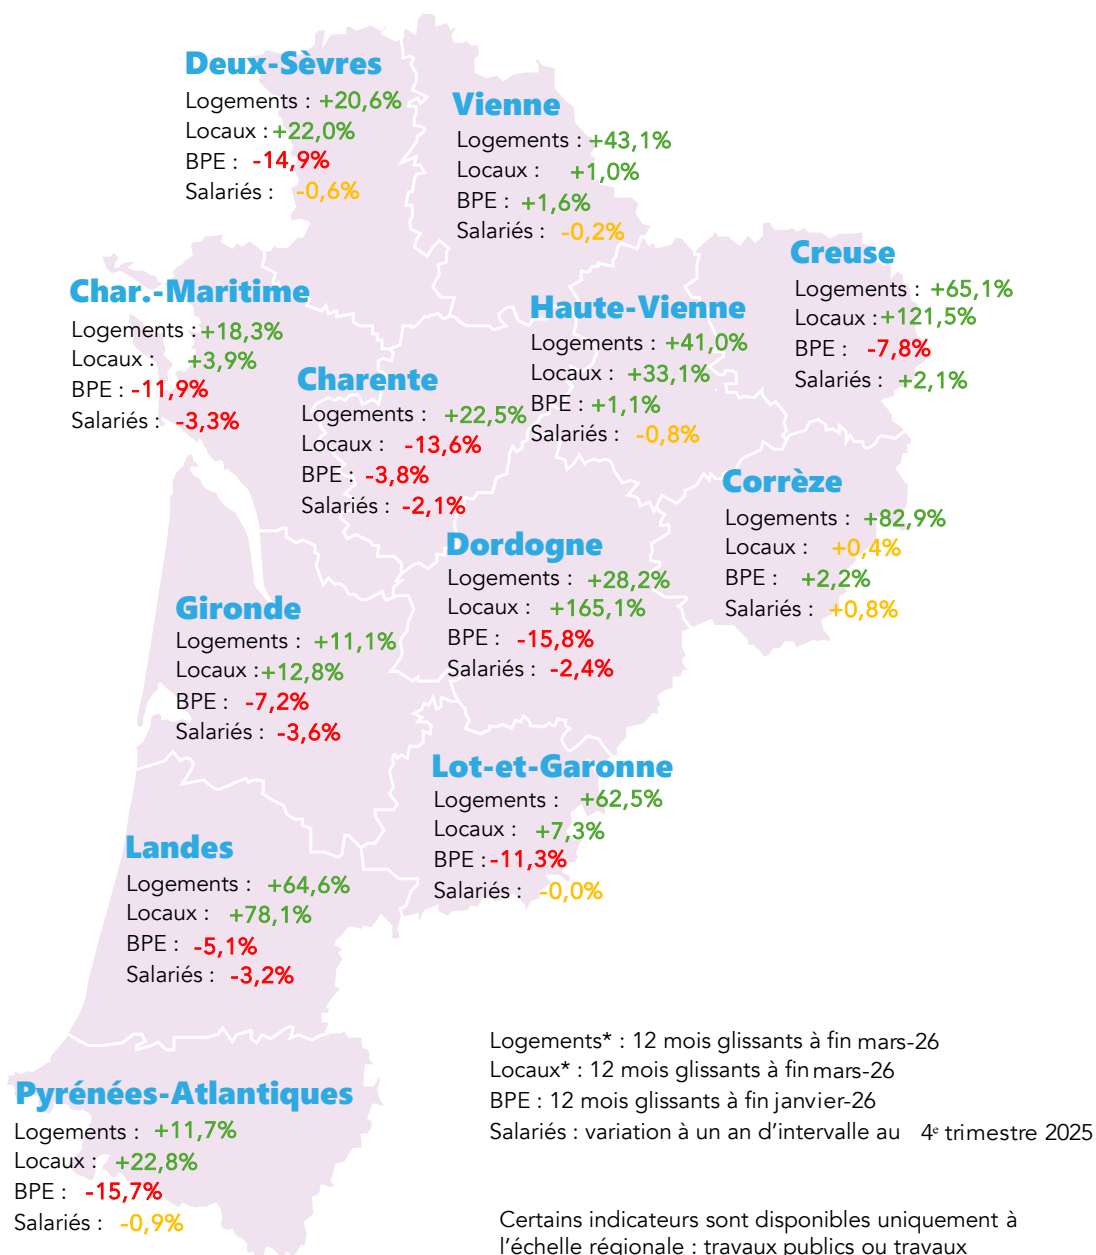 Deux-Sèvres
Logements : +20,6%
Locaux : +22,0%
BPE : -14,9%
Salariés : -0,6%
Vienne
Logements : +43,1%
Locaux : +1,0%
BPE : +1,6%
Salariés : -0,2%
Creuse
Logements : +65,1%
Locaux : +121,5%
BPE : -7,8%
Salariés : +2,1%
Char.-Maritime
Logements : +18,3%
Locaux : +3,9%
BPE : -11,9%
Salariés : -3,3%
Haute-Vienne
Logements : +41,0%
Locaux : +33,1%
BPE : +1,1%
Salariés : -0,8%
Charente
Logements : +22,5%
Locaux : -13,6%
BPE : -3,8%
Salariés : -2,1%
Corrèze
Logements : +82,9%
Locaux : +0,4%
BPE : +2,2%
Salariés : +0,8%
Dordogne
Logements : +28,2%
Locaux : +165,1%
BPE : -15,8%
Salariés : -2,4%
Gironde
Logements : +11,1%
Locaux : +12,8%
BPE : -7,2%
Salariés : -3,6%
Lot-et-Garonne
Logements : +62,5%
Locaux : +7,3%
BPE : -11,3%
Salariés : -0,0%
Landes
Logements : +64,6%
Locaux : +78,1%
BPE : -5,1%
Salariés : -3,2%
Pyrénées-Atlantiques
Logements : +11,7%
Locaux : +22,8%
BPE : -15,7%
Salariés : -0,9%
Logements* : 12 mois glissants à fin mars-26
Locaux* : 12 mois glissants à fin mars-26
BPE : 12 mois glissants à fin janvier-26
Salariés : variation à un an d'intervalle au 4e trimestre 2025
Certains indicateurs sont disponibles uniquement à
l'échelle régionale : travaux publics ou travaux